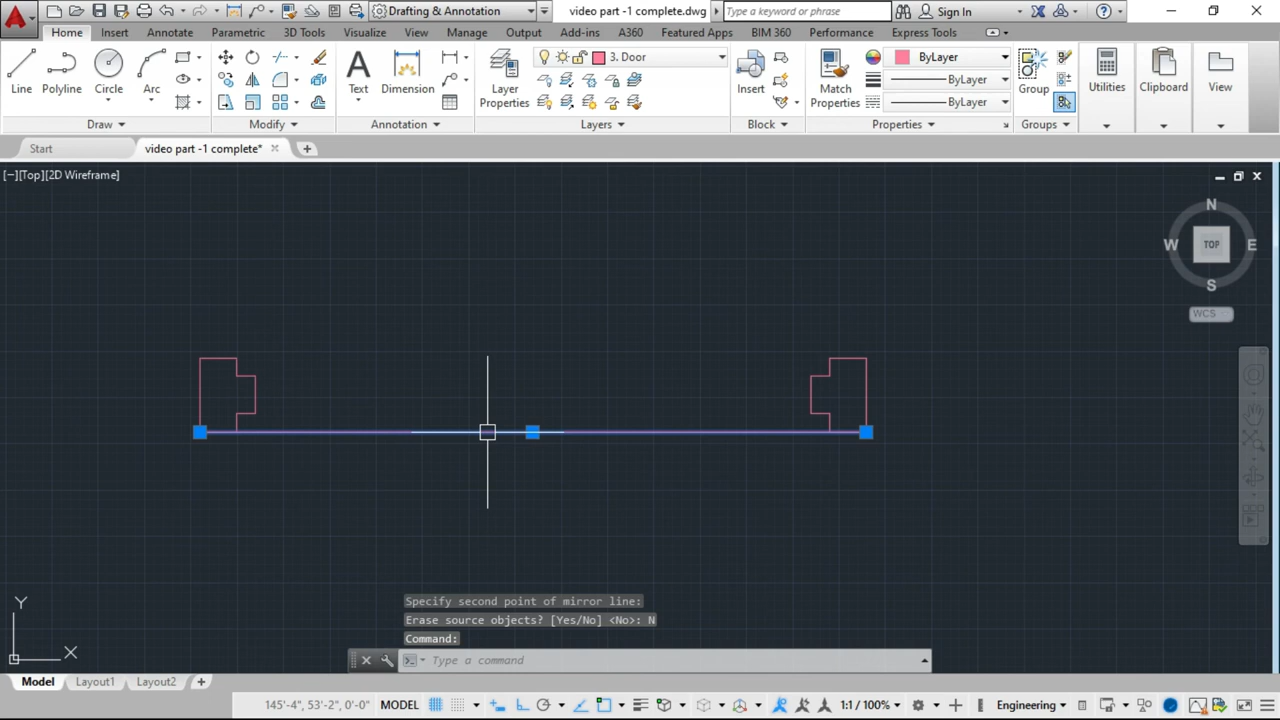 Drafting & Annotation
video part -1 complete.dwg
Type a keyword or phrase
Sign In
Home Insert Annotate Parametric 3D Tools Visualize View Manage Output Add-ins A360 Featured Apps BIM 360 Performance Express Tools
Line
Polyline
Circle
Arc
Text
Dimension
Layer
Properties
3. Door
Insert
Match
Properties
ByLayer
ByLayer
ByLayer
Group
Utilities
Clipboard
View
Draw
Modify
Annotation
Layers
Block
Properties
Groups
Start
video part -1 complete*
[−][Top][2D Wireframe]
N
W
TOP
E
S
WCS
Specify second point of mirror line:
Erase source objects? [Yes/No] <No>: N
Command:
Type a command
Y
X
Model
Layout1
Layout2
145'-4", 53'-2", 0'-0"
MODEL
1:1 / 100%
Engineering